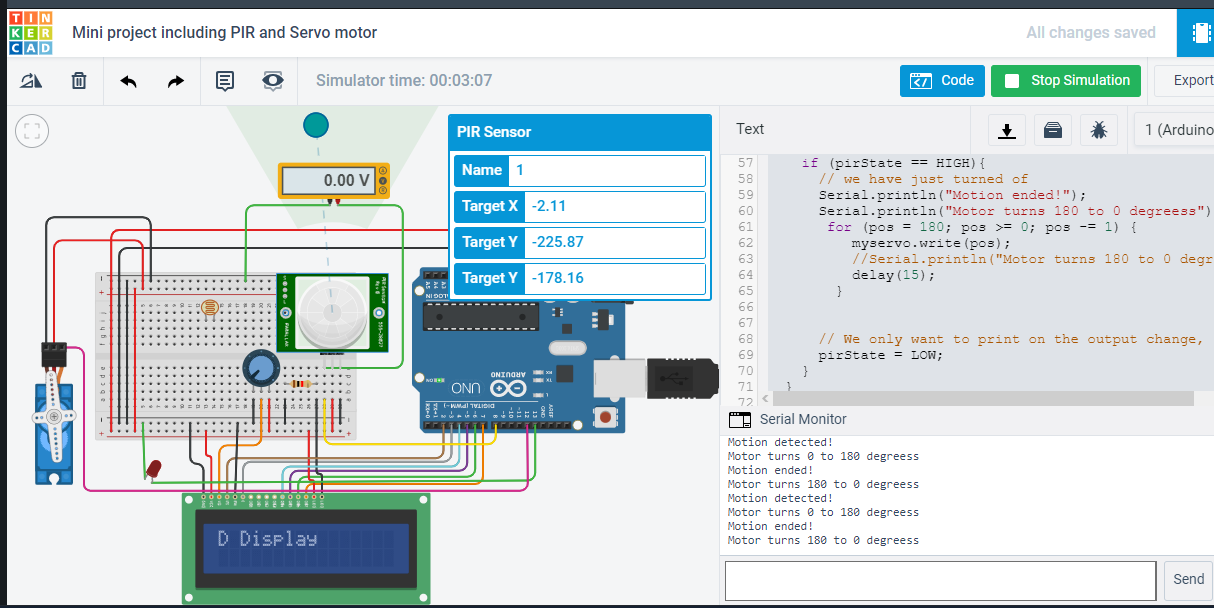 TIN
KER
CAD
Mini project including PIR and Servo motor
All changes saved
Simulator time: 00:03:07
Code
Stop Simulation
Export
PIR Sensor
Name 1
Target X -2.11
Target Y -225.87
Target Y -178.16
0.00 V
Text
1 (Arduino
57 if (pirState == HIGH){
58 // we have just turned of
59 Serial.println("Motion ended!");
60 Serial.println("Motor turns 180 to 0 degreess")
61 for (pos = 180; pos >= 0; pos -= 1) {
62 myservo.write(pos);
63 //Serial.println("Motor turns 180 to 0 degr
64 delay(15);
65 }
66
67
68 // We only want to print on the output change,
69 pirState = LOW;
70 }
71 }
72
Serial Monitor
Motion detected!
Motor turns 0 to 180 degreess
Motion ended!
Motor turns 180 to 0 degreess
Motion detected!
Motor turns 0 to 180 degreess
Motion ended!
Motor turns 180 to 0 degreess
Send
ARDUINO
UNO
DIGITAL (PWM~)
D Display